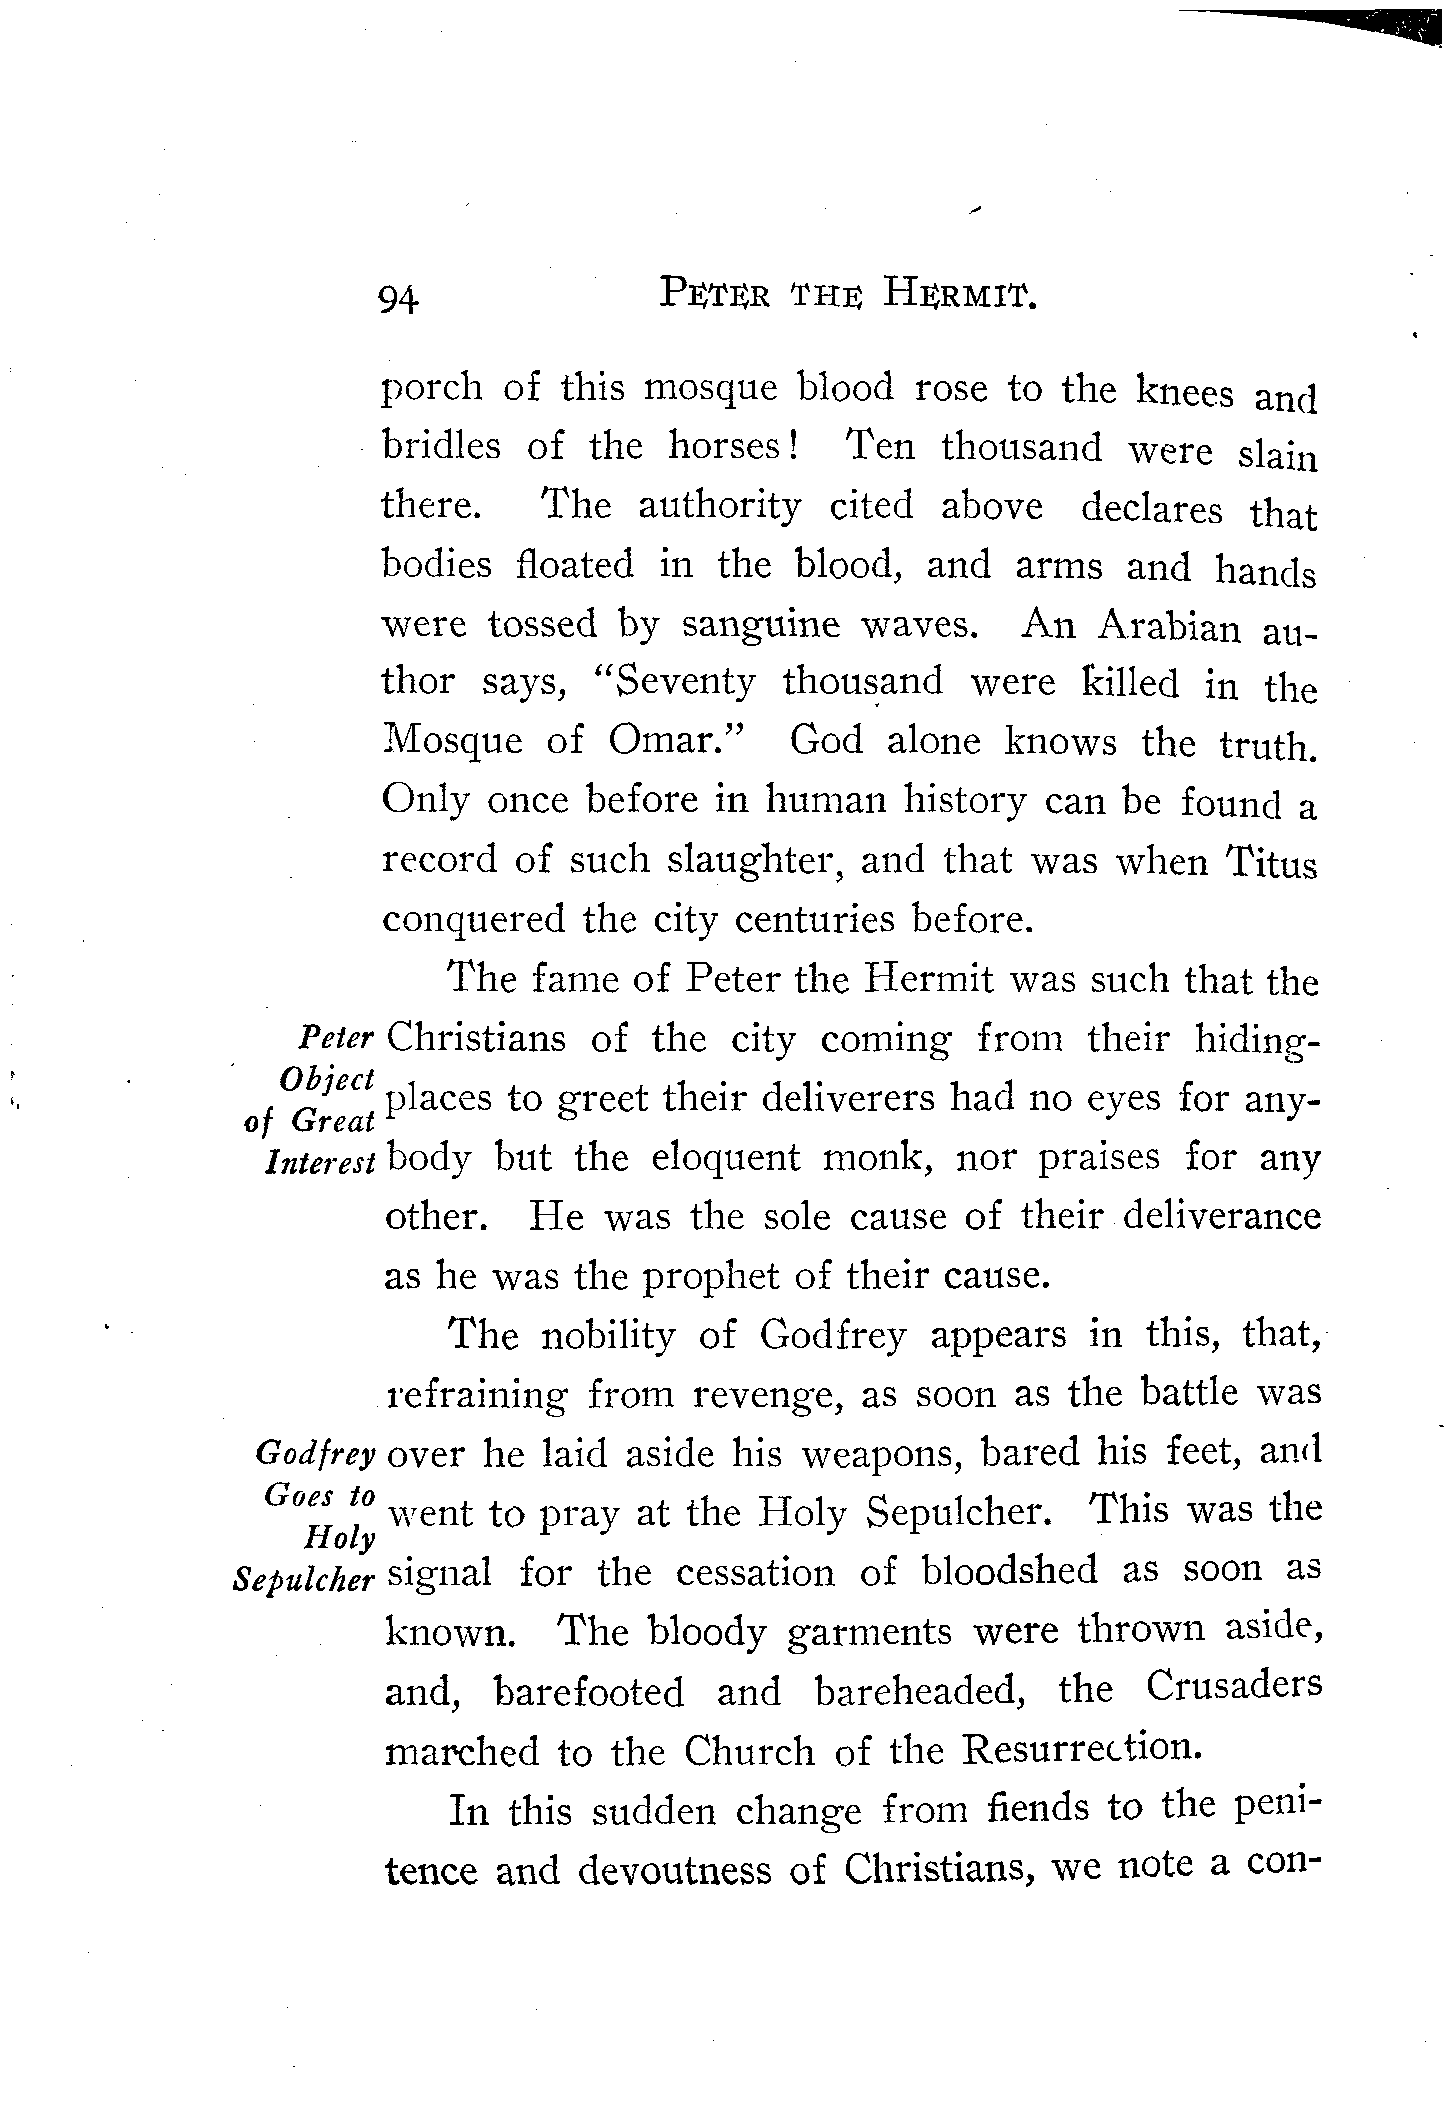 94 PETER THE HERMIT.
porch of this mosque blood rose to the knees and
bridles of the horses! Ten thousand were slain
there. The authority cited above declares that
bodies floated in the blood, and arms and hands
were tossed by sanguine waves. An Arabian au-
thor says, "Seventy thousand were killed in the
Mosque of Omar." God alone knows the truth.
Only once before in human history can be found a
record of such slaughter, and that was when Titus
conquered the city centuries before.
The fame of Peter the Hermit was such that the
Peter
Object
of Great
Interest
Christians of the city coming from their hiding-
places to greet their deliverers had no eyes for any-
body but the eloquent monk, nor praises for any
other. He was the sole cause of their deliverance
as he was the prophet of their cause.
The nobility of Godfrey appears in this, that,
refraining from revenge, as soon as the battle was
Godfrey
Goes to
Holy
Sepulcher
over he laid aside his weapons, bared his feet, and
went to pray at the Holy Sepulcher. This was the
signal for the cessation of bloodshed as soon as
known. The bloody garments were thrown aside,
and, barefooted and bareheaded, the Crusaders
marched to the Church of the Resurrection.
In this sudden change from fiends to the peni-
tence and devoutness of Christians, we note a con-